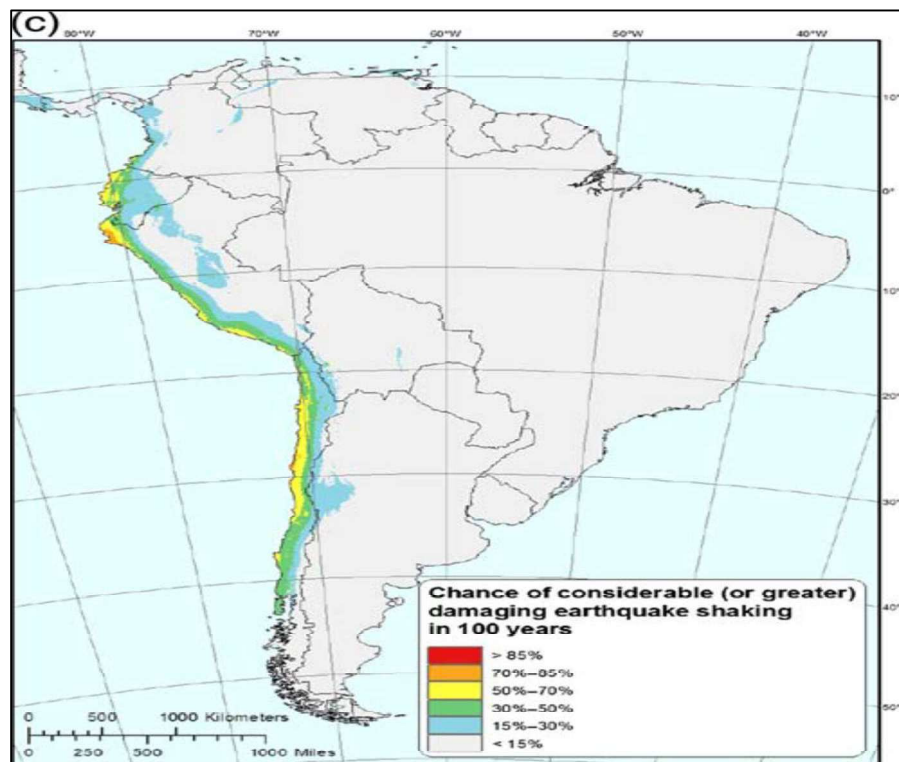 (C)
80°W 70°W 60°W 50°W 40°W
10°
0°
10°
20°
30°
40°
50°
Chance of considerable (or greater)
damaging earthquake shaking
in 100 years
> 85%
70%–85%
50%–70%
30%–50%
15%–30%
< 15%
0 500 1000 Kilometers
0 250 500 1000 Miles